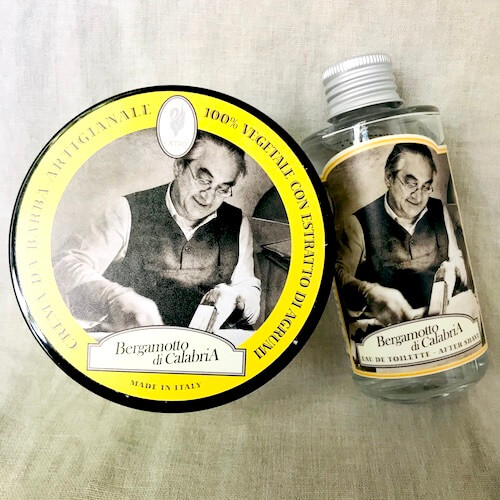 CREMA DA BARBA ARTIGIANALE
100% VEGETALE CON ESTRATTO DI AGRUMI
Bergamotto
di CalabriA
MADE IN ITALY
Bergamotto
di CalabriA
EAU DE TOILETTE - AFTER SHAVE